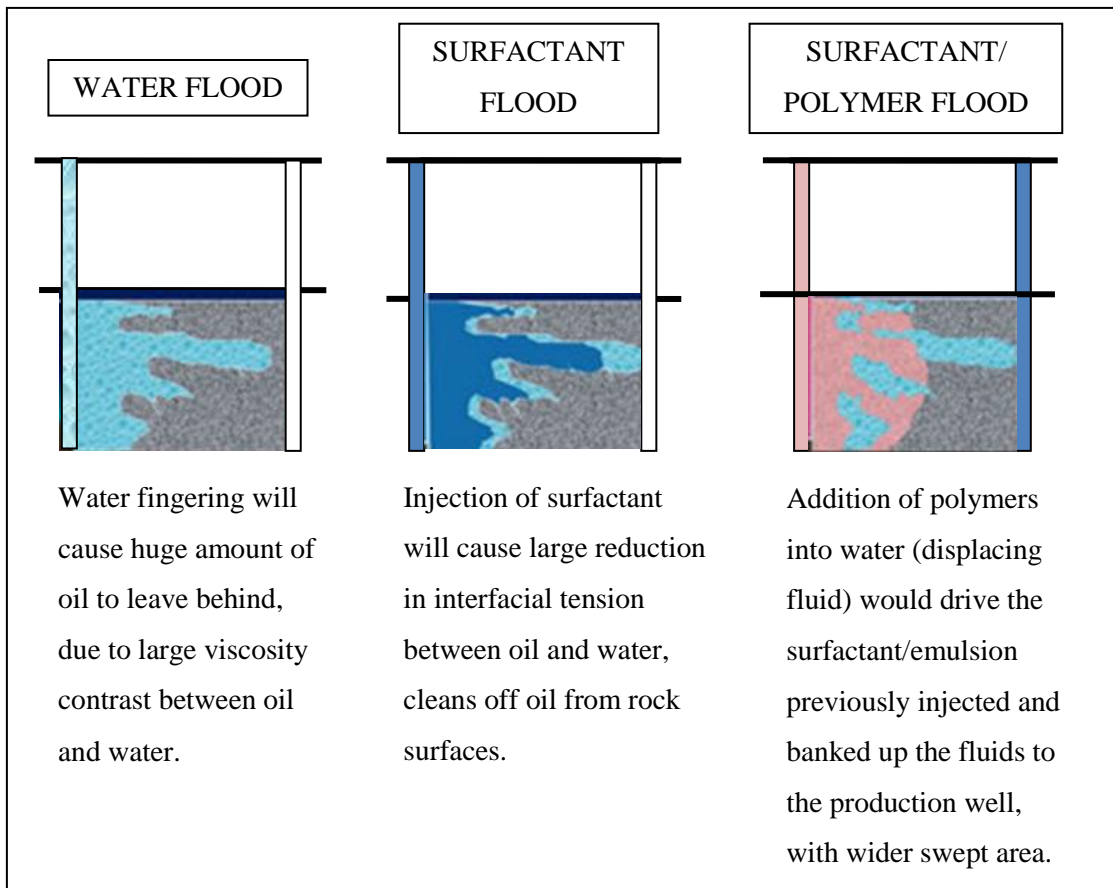 WATER FLOOD
Water fingering will
cause huge amount of
oil to leave behind,
due to large viscosity
contrast between oil
and water.
SURFACTANT
FLOOD
Injection of surfactant
will cause large reduction
in interfacial tension
between oil and water,
cleans off oil from rock
surfaces.
SURFACTANT/
POLYMER FLOOD
Addition of polymers
into water (displacing
fluid) would drive the
surfactant/emulsion
previously injected and
banked up the fluids to
the production well,
with wider swept area.